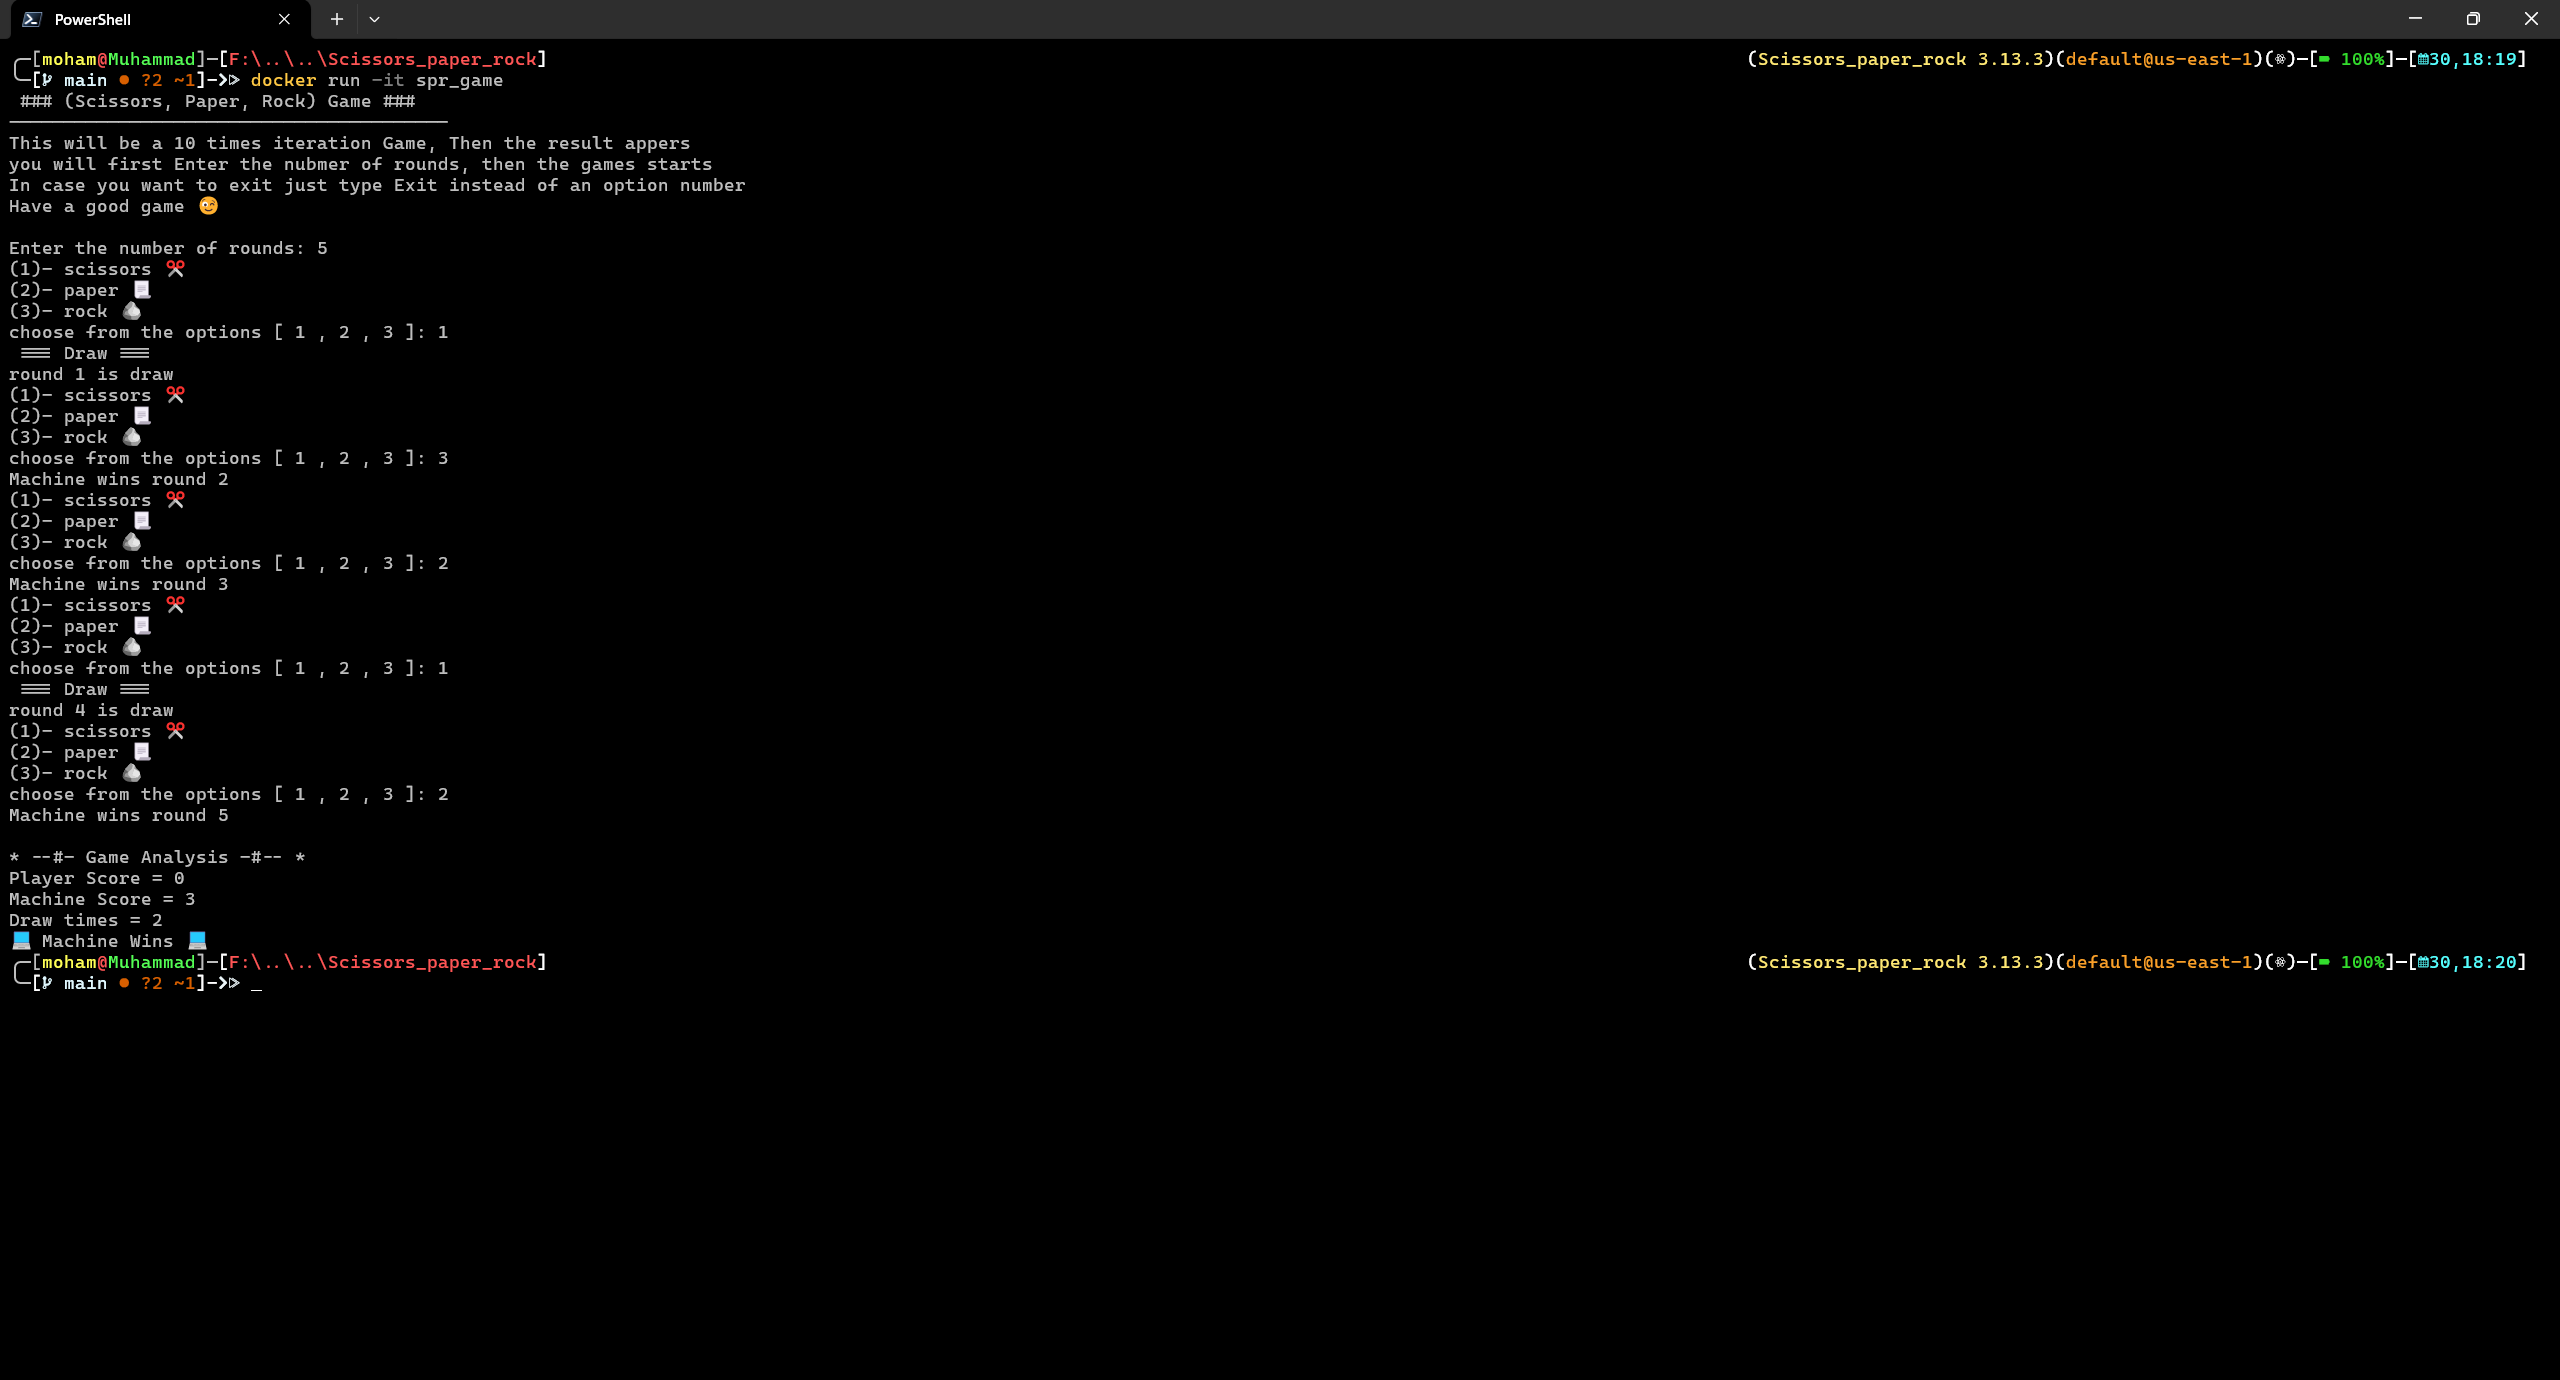 PowerShell
[moham@Muhammad]-[F:\..\..\Scissors_paper_rock] (Scissors_paper_rock 3.13.3)(default@us-east-1)()-[ 100%]-[30,18:19]
[ main ● ?2 ~1]-> docker run -it spr_game
### (Scissors, Paper, Rock) Game ###
This will be a 10 times iteration Game, Then the result appers
you will first Enter the nubmer of rounds, then the games starts
In case you want to exit just type Exit instead of an option number
Have a good game 😉
Enter the number of rounds: 5
(1)- scissors ✂️
(2)- paper 📃
(3)- rock 🪨
choose from the options [ 1 , 2 , 3 ]: 1
=== Draw ===
round 1 is draw
(1)- scissors ✂️
(2)- paper 📃
(3)- rock 🪨
choose from the options [ 1 , 2 , 3 ]: 3
Machine wins round 2
(1)- scissors ✂️
(2)- paper 📃
(3)- rock 🪨
choose from the options [ 1 , 2 , 3 ]: 2
Machine wins round 3
(1)- scissors ✂️
(2)- paper 📃
(3)- rock 🪨
choose from the options [ 1 , 2 , 3 ]: 1
=== Draw ===
round 4 is draw
(1)- scissors ✂️
(2)- paper 📃
(3)- rock 🪨
choose from the options [ 1 , 2 , 3 ]: 2
Machine wins round 5
* --#- Game Analysis -#-- *
Player Score = 0
Machine Score = 3
Draw times = 2
💻 Machine Wins 💻
[moham@Muhammad]-[F:\..\..\Scissors_paper_rock] (Scissors_paper_rock 3.13.3)(default@us-east-1)()-[ 100%]-[30,18:20]
[ main ● ?2 ~1]-> _